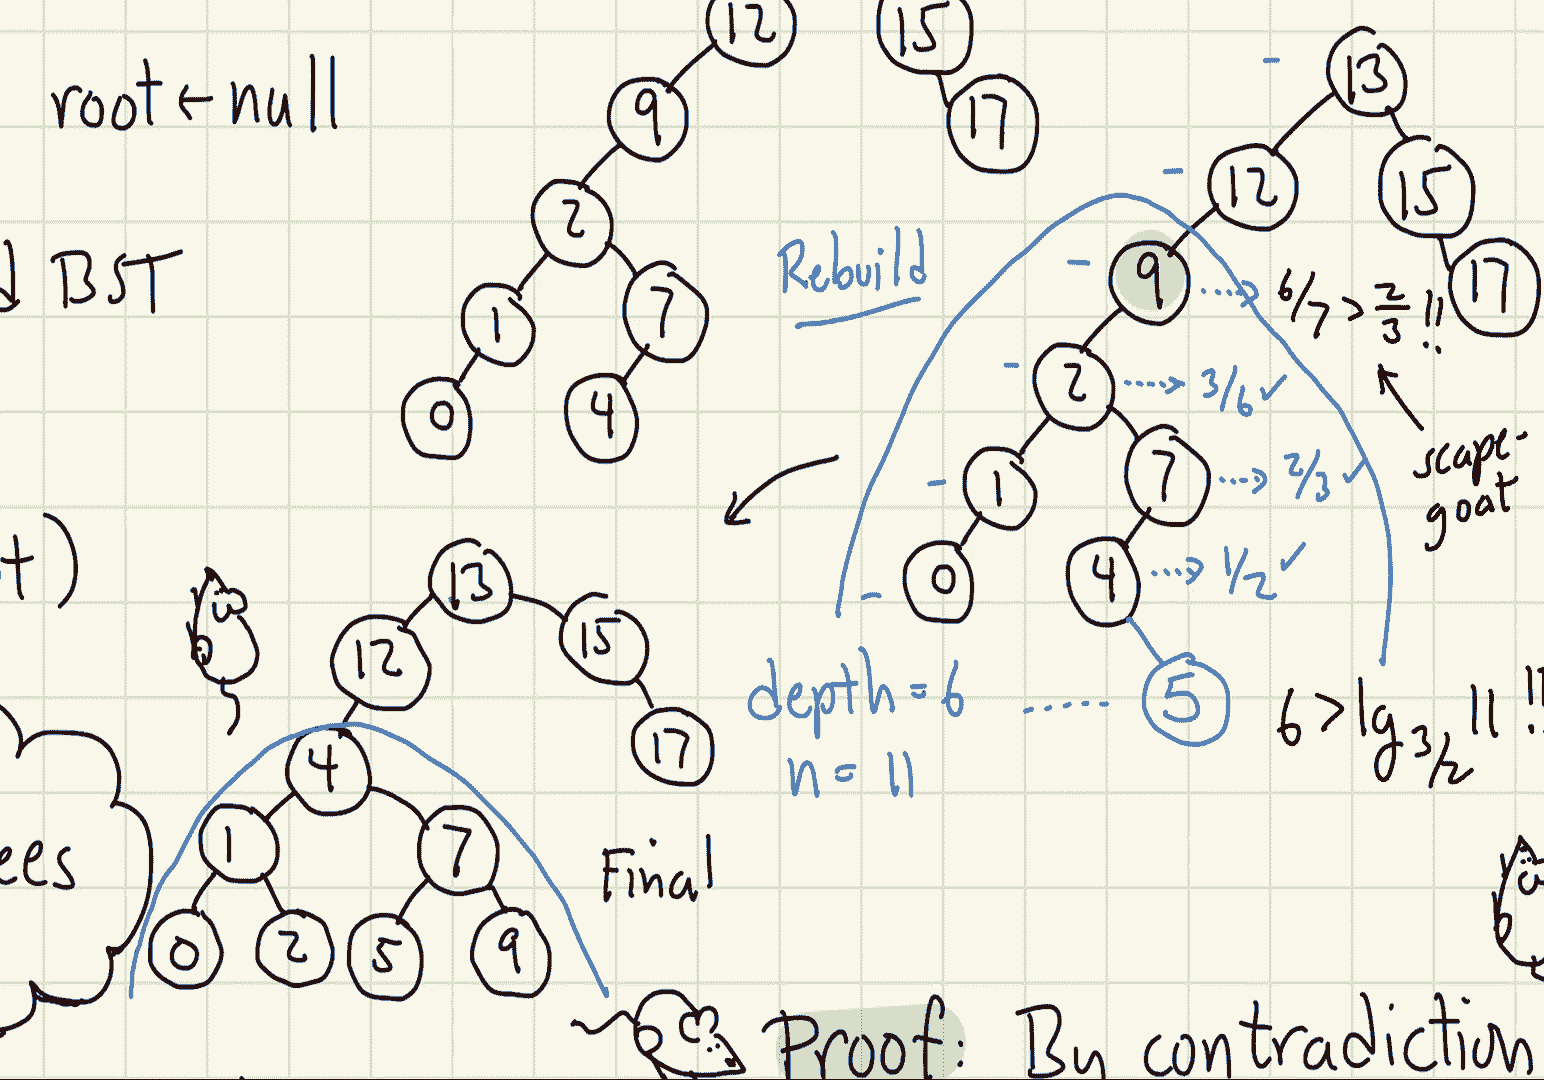 root ← null
BST
t)
ees
12
9
2
1
7
0
4
15
17
Rebuild
13
12
15
9
17
6/7 > 2/3 !!
2
3/6 ✓
1
7
2/3 ✓
0
4
1/2 ✓
scape-
goat
depth = 6
5
6 > lg 3/2 11 !!
n = 11
13
12
15
4
17
1
7
0
2
5
9
Final
Proof: By contradiction